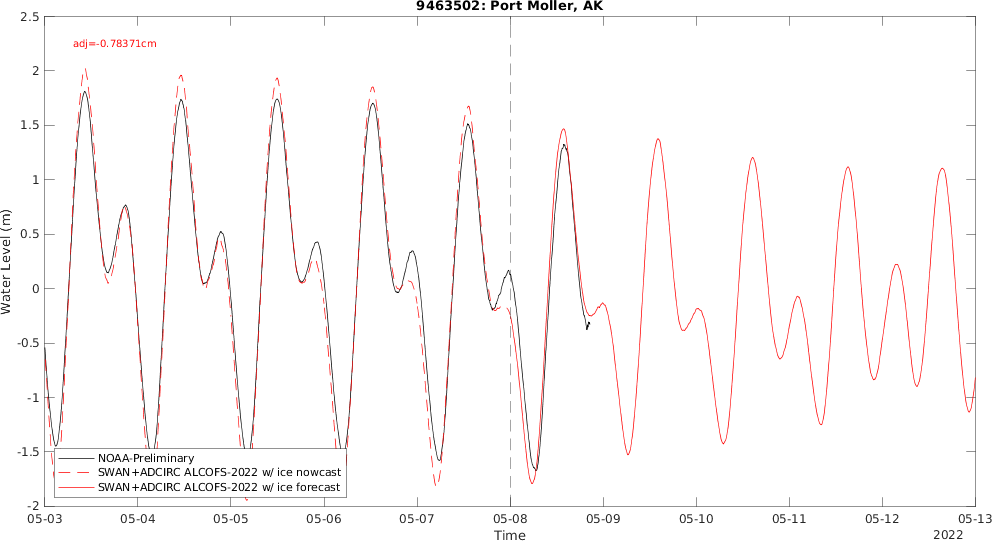 9463502: Port Moller, AK
adj=-0.78371cm
2.5
2
1.5
1
0.5
0
-0.5
-1
-1.5
-2
Water Level (m)
NOAA-Preliminary
SWAN+ADCIRC ALCOFS-2022 w/ ice nowcast
SWAN+ADCIRC ALCOFS-2022 w/ ice forecast
05-03 05-04 05-05 05-06 05-07 05-08 05-09 05-10 05-11 05-12 05-13
Time
2022